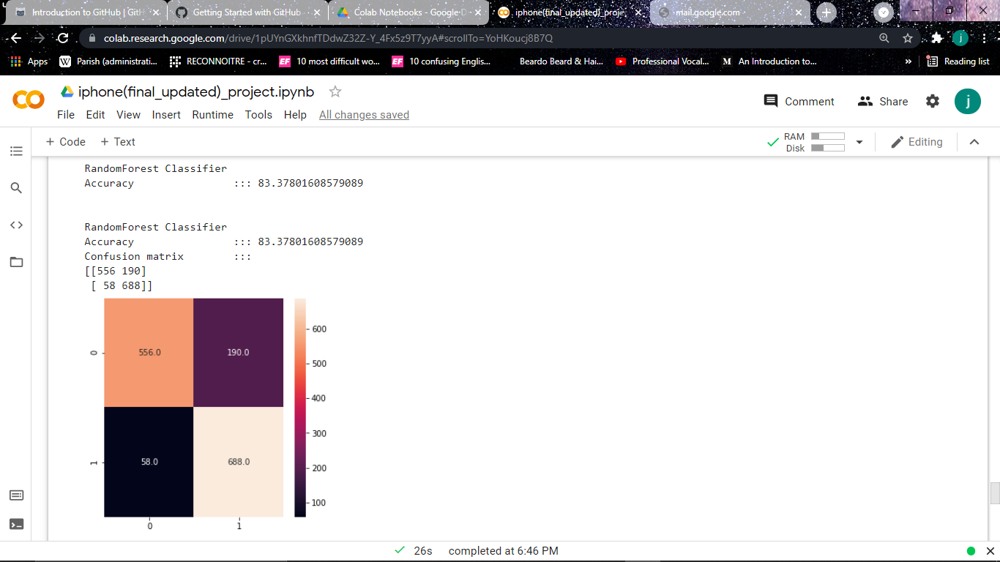 Introduction to GitHub | GitH
Getting Started with GitHub
Colab Notebooks - Google D
iphone(final_updated)_proje
mail.google.com
colab.research.google.com/drive/1pUYnGXkhnfTDdwZ32Z-Y_4Fx5z9T7yyA#scrollTo=YoHKoucj8B7Q
j
Apps
Parish (administrati...
RECONNOITRE - cr...
EF 10 most difficult wo...
EF 10 confusing Englis...
Beardo Beard & Hai...
Professional Vocal...
M An Introduction to...
»
Reading list
iphone(final_updated)_project.ipynb
Comment
Share
j
File Edit View Insert Runtime Tools Help All changes saved
+ Code + Text
RAM
Disk
Editing
RandomForest Classifier
Accuracy ::: 83.37801608579089
RandomForest Classifier
Accuracy ::: 83.37801608579089
Confusion matrix :::
[[556 190]
[ 58 688]]
0
556.0 190.0
1
58.0 688.0
0 1
600
500
400
300
200
100
26s completed at 6:46 PM